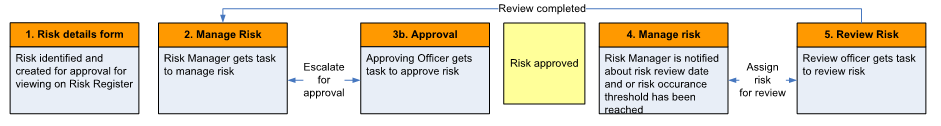 Review completed
1. Risk details form
Risk identified and
created for approval for
viewing on Risk Register
2. Manage Risk
Risk Manager gets task
to manage risk
Escalate
for
approval
3b. Approval
Approving Officer gets
task to approve risk
Risk approved
4. Manage risk
Risk Manager is notified
about risk review date
and or risk occurance
threshold has been
reached
Assign
risk
for review
5. Review Risk
Review officer gets task
to review risk